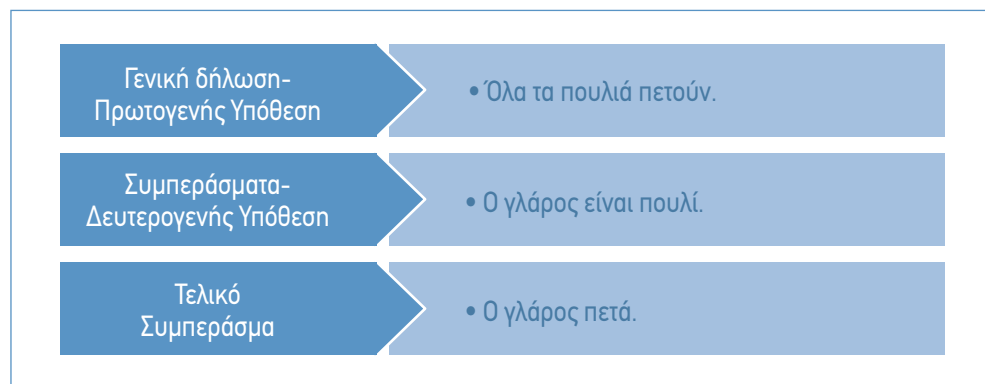 Γενική δήλωση-
Πρωτογενής Υπόθεση
• Όλα τα πουλιά πετούν.
Συμπεράσματα-
Δευτερογενής Υπόθεση
• Ο γλάρος είναι πουλί.
Τελικό
Συμπεράσμα
• Ο γλάρος πετά.